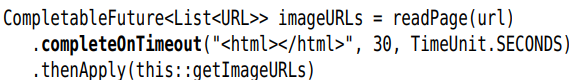 CompletableFuture<List<URL>> imageURLs = readPage(url)
.completeOnTimeout("<html></html>", 30, TimeUnit.SECONDS)
.thenApply(this::getImageURLs)